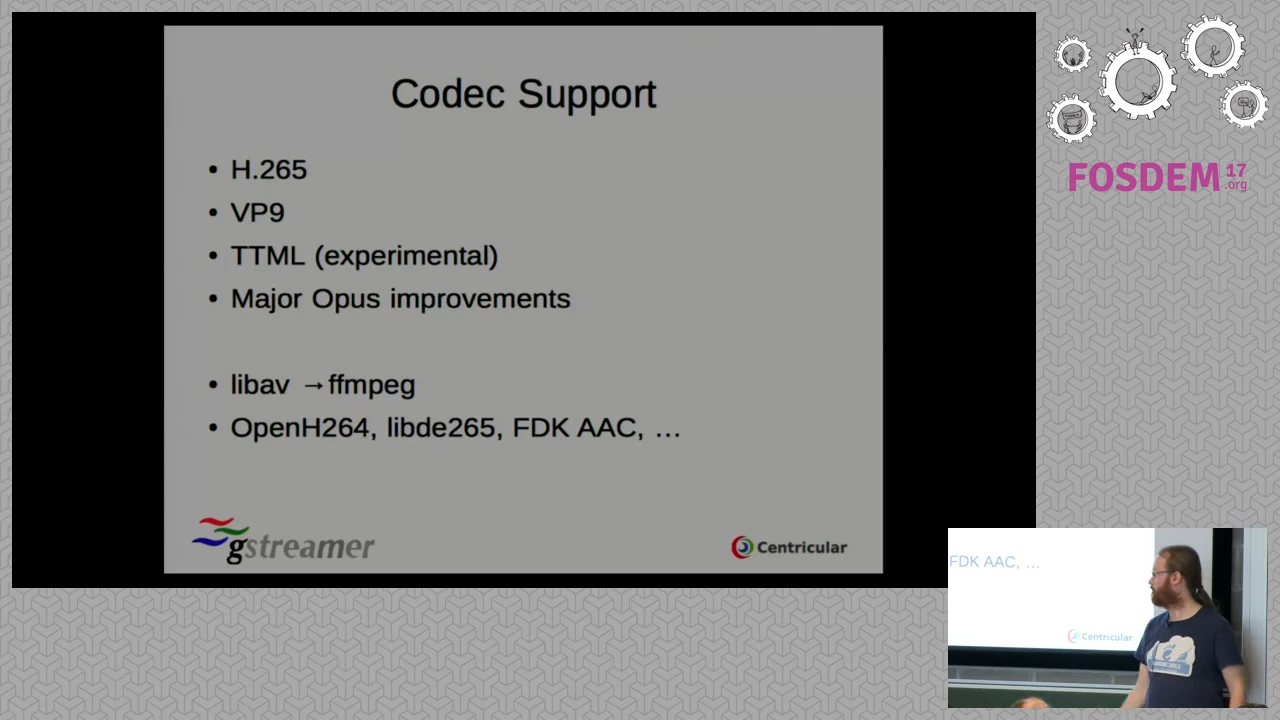 Codec Support
• H.265
• VP9
• TTML (experimental)
• Major Opus improvements
• libav →ffmpeg
• OpenH264, libde265, FDK AAC, …
gstreamer
Centricular
FOSDEM 17 .org
FDK AAC, …
Centricular